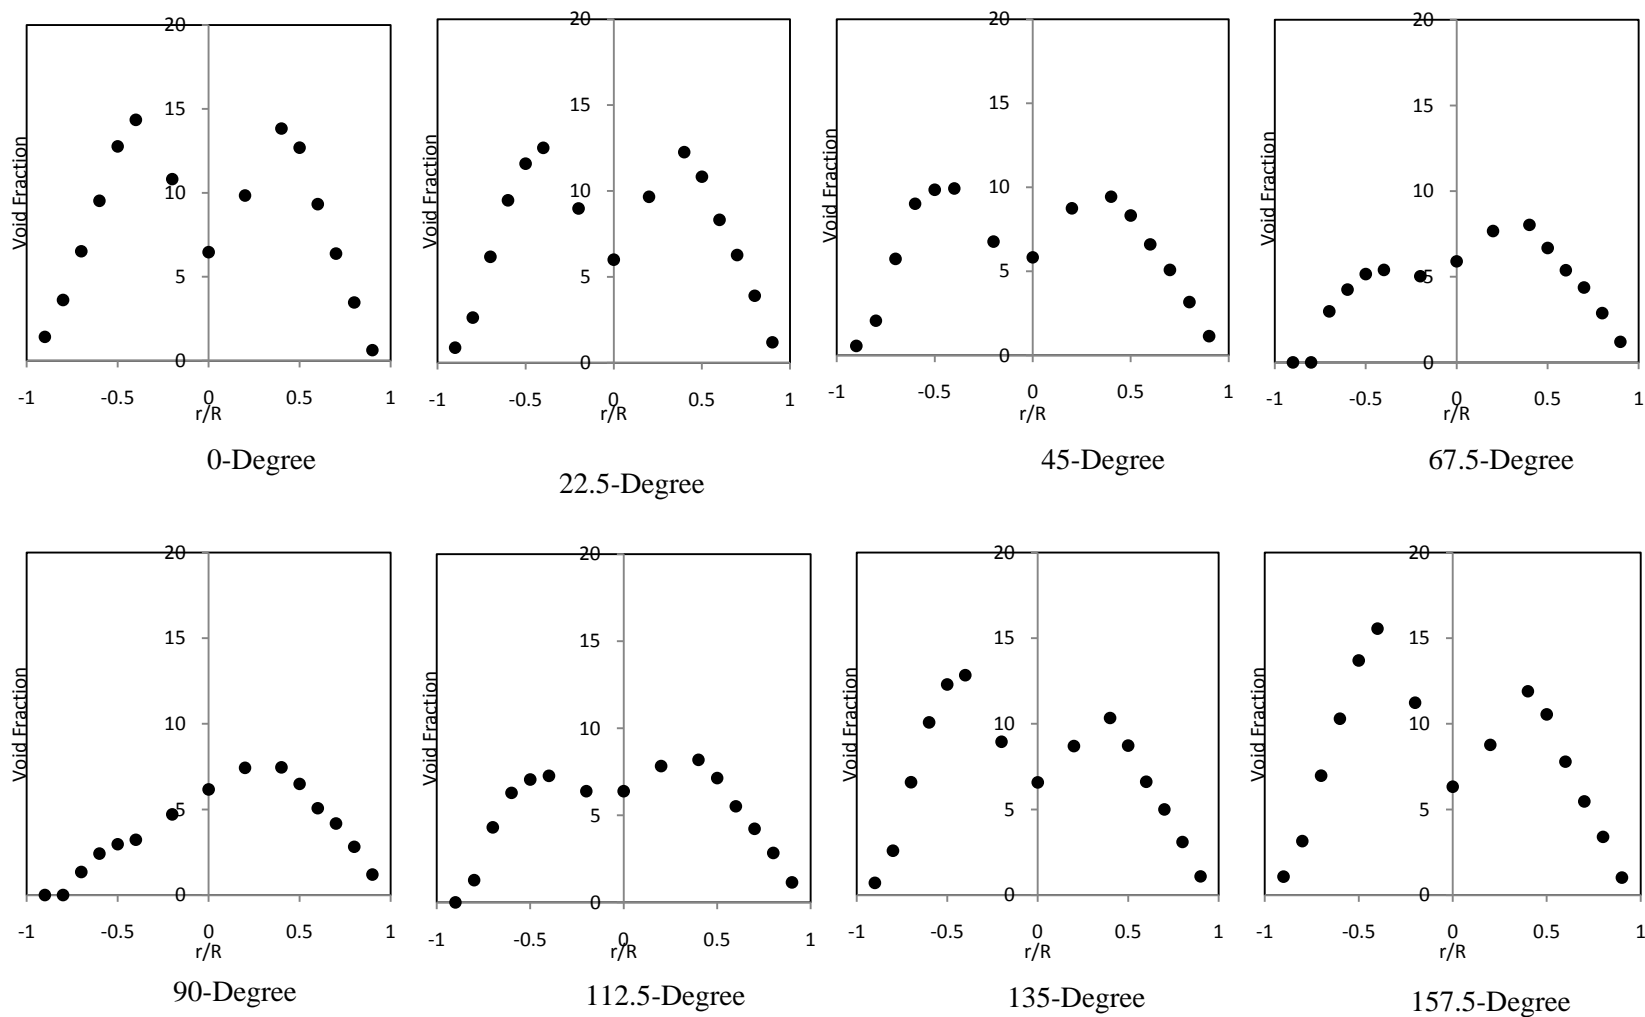 Void Fraction
20
15
10
5
0
-1 -0.5 0 0.5 1
r/R
0-Degree
Void Fraction
20
15
10
5
0
-1 -0.5 0 0.5 1
r/R
22.5-Degree
Void Fraction
20
15
10
5
0
-1 -0.5 0 0.5 1
r/R
45-Degree
Void Fraction
20
15
10
5
0
-1 -0.5 0 0.5 1
r/R
67.5-Degree
Void Fraction
20
15
10
5
0
-1 -0.5 0 0.5 1
r/R
90-Degree
Void Fraction
20
15
10
5
0
-1 -0.5 0 0.5 1
r/R
112.5-Degree
Void Fraction
20
15
10
5
0
-1 -0.5 0 0.5 1
r/R
135-Degree
Void Fraction
20
15
10
5
0
-1 -0.5 0 0.5 1
r/R
157.5-Degree